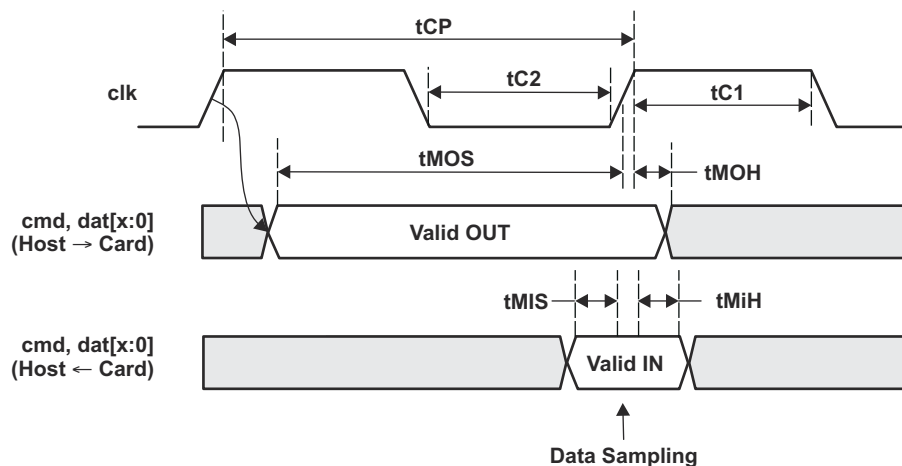 tCP
clk
tC2
tC1
tMOS
tMOH
cmd, dat[x:0]
(Host → Card)
Valid OUT
tMIS
tMiH
cmd, dat[x:0]
(Host ← Card)
Valid IN
Data Sampling